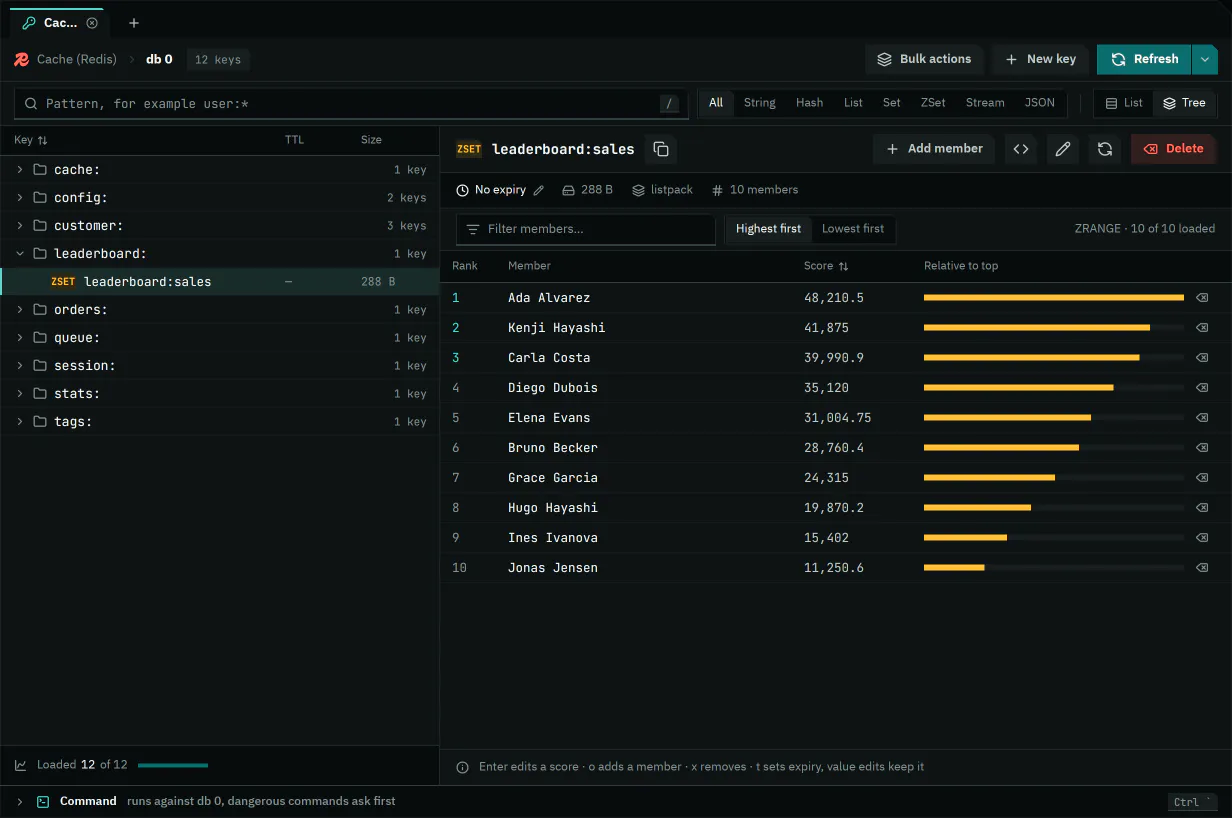 Cac...
Cache (Redis) db 0 12 keys Bulk actions New key Refresh
Pattern, for example user:* / All String Hash List Set ZSet Stream JSON List Tree
Key TTL Size
cache: 1 key
config: 2 keys
customer: 3 keys
leaderboard: 1 key
ZSET leaderboard:sales — 288 B
orders: 1 key
queue: 1 key
session: 1 key
stats: 1 key
tags: 1 key
Loaded 12 of 12
ZSET leaderboard:sales Add member Delete
No expiry 288 B listpack # 10 members
Filter members... Highest first Lowest first ZRANGE · 10 of 10 loaded
Rank Member Score Relative to top
1 Ada Alvarez 48,210.5
2 Kenji Hayashi 41,875
3 Carla Costa 39,990.9
4 Diego Dubois 35,120
5 Elena Evans 31,004.75
6 Bruno Becker 28,760.4
7 Grace Garcia 24,315
8 Hugo Hayashi 19,870.2
9 Ines Ivanova 15,402
10 Jonas Jensen 11,250.6
Enter edits a score · o adds a member · x removes · t sets expiry, value edits keep it
Command runs against db 0, dangerous commands ask first Ctrl `